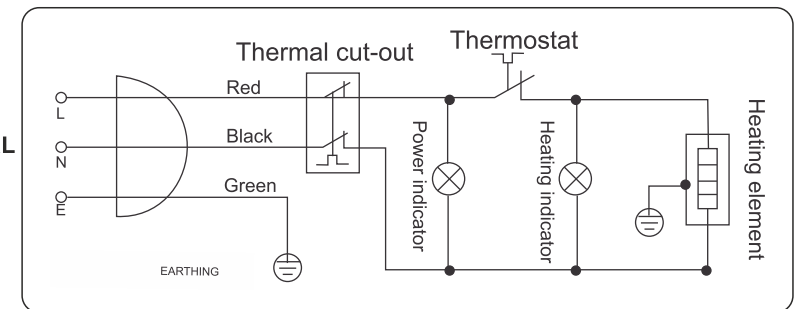 Thermal cut-out
Thermostat
Red
L
Black
N
L
Green
E
EARTHING
Power indicator
Heating indicator
Heating element